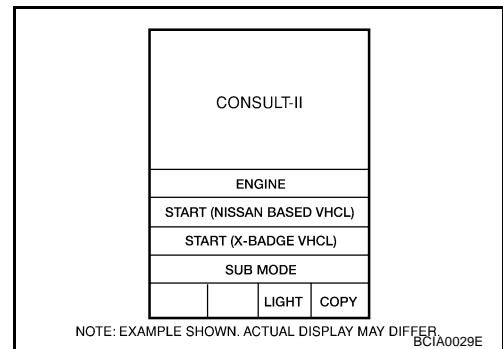 CONSULT-II
ENGINE
START (NISSAN BASED VHCL)
START (X-BADGE VHCL)
SUB MODE
LIGHT COPY
NOTE: EXAMPLE SHOWN. ACTUAL DISPLAY MAY DIFFER.
BCIA0029E